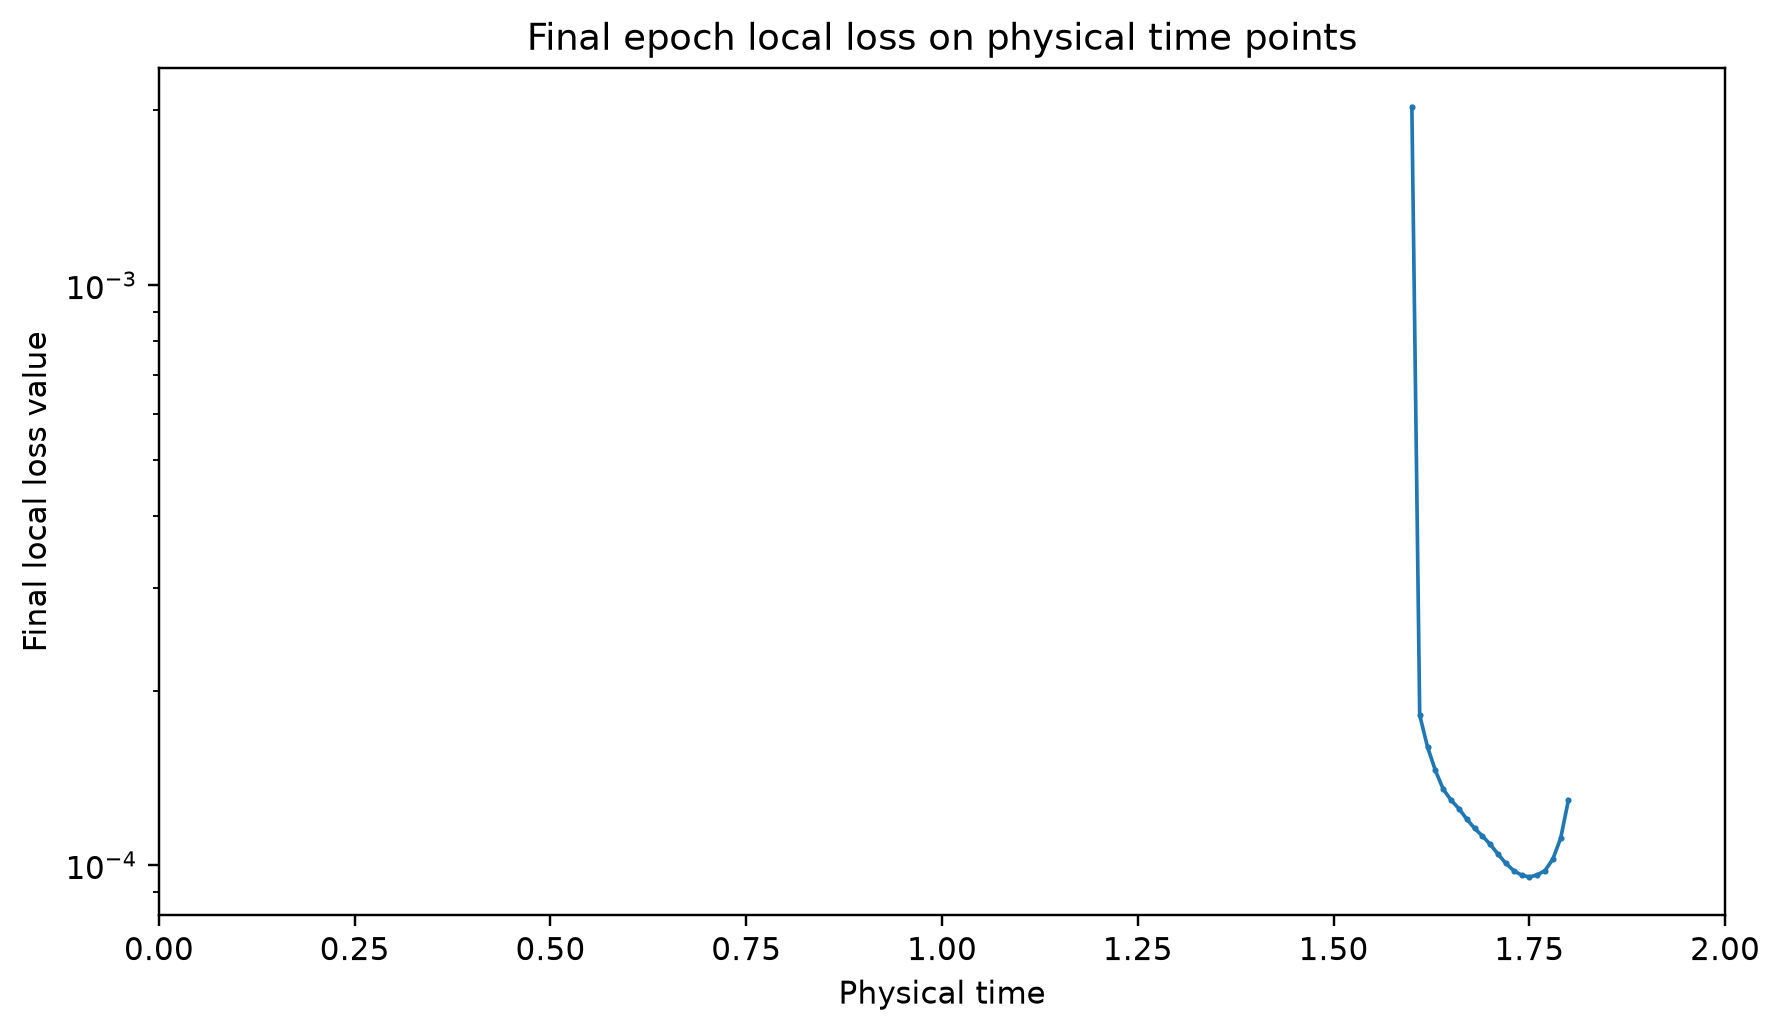 Final epoch local loss on physical time points
Final local loss value
10⁻³
10⁻⁴
0.00 0.25 0.50 0.75 1.00 1.25 1.50 1.75 2.00
Physical time